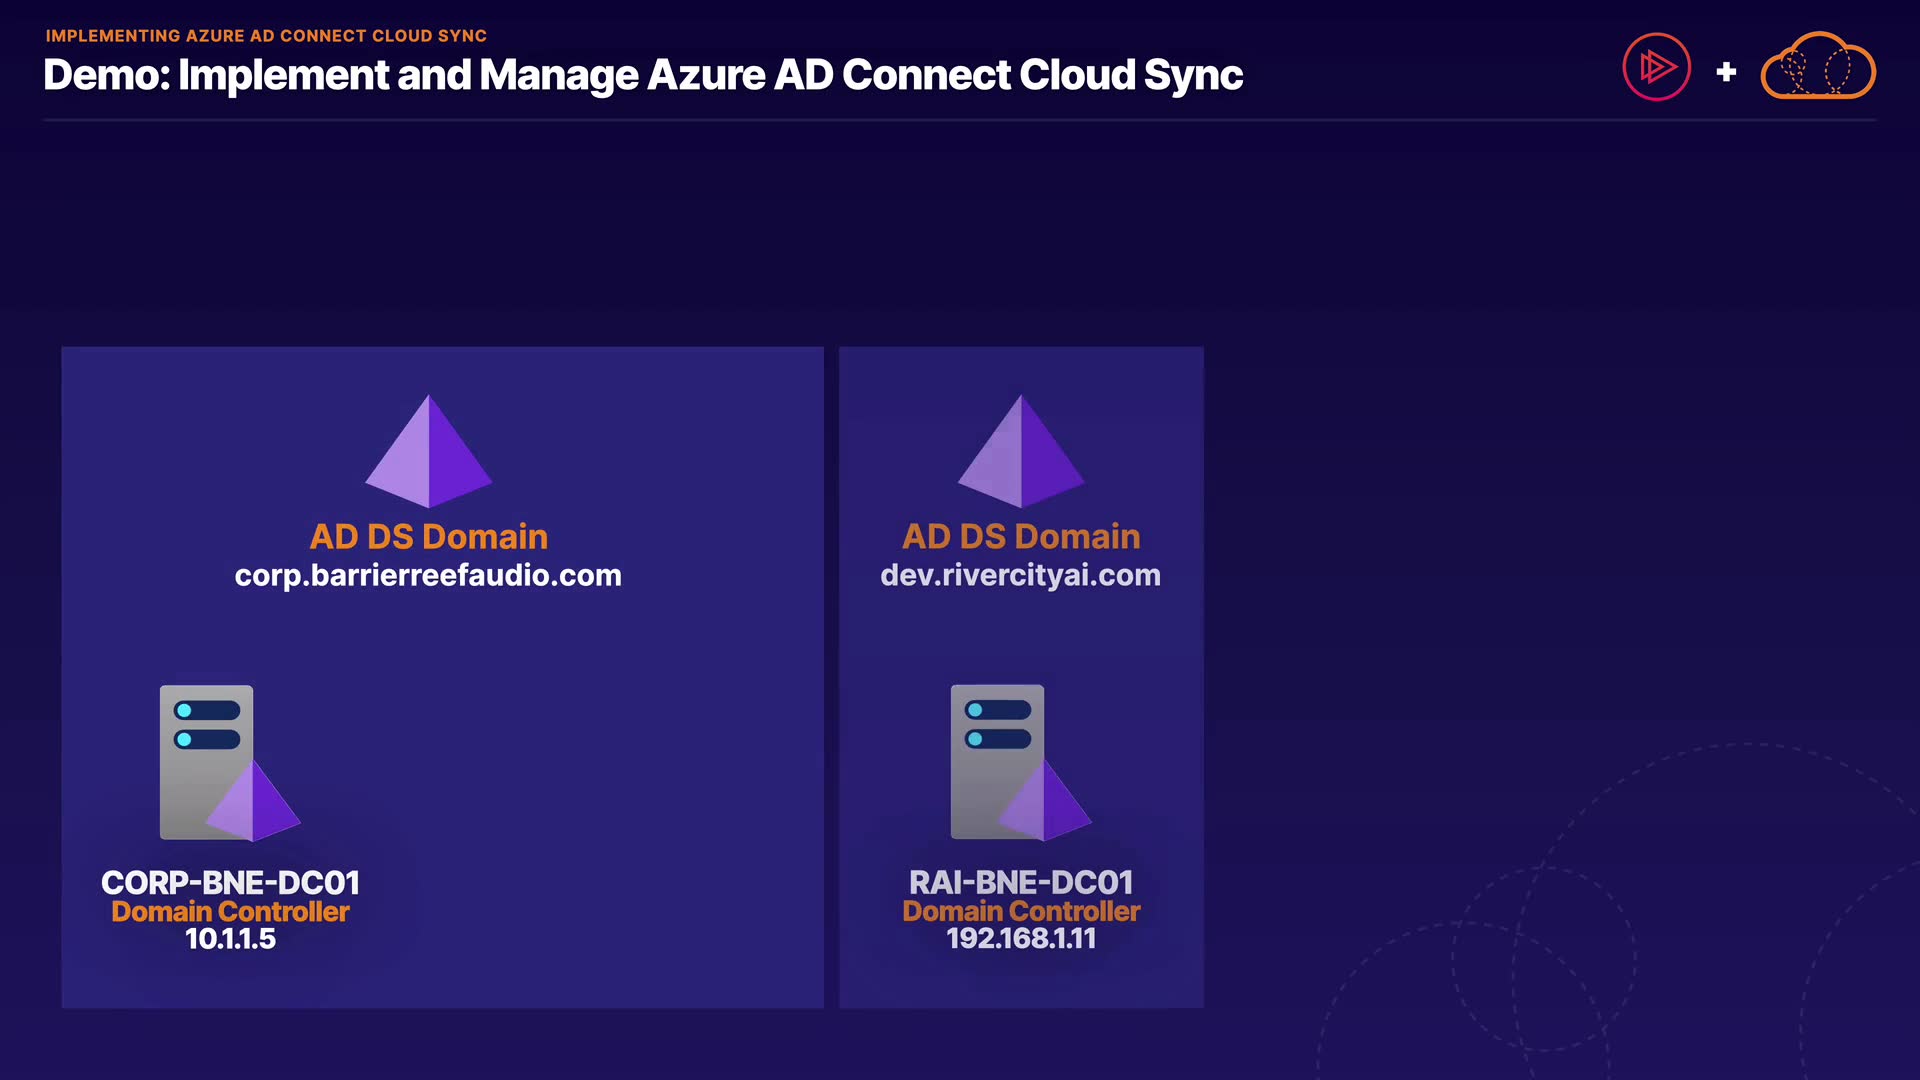 IMPLEMENTING AZURE AD CONNECT CLOUD SYNC
Demo: Implement and Manage Azure AD Connect Cloud Sync
AD DS Domain
corp.barrierreefaudio.com
CORP-BNE-DC01
Domain Controller
10.1.1.5
AD DS Domain
dev.rivercityai.com
RAI-BNE-DC01
Domain Controller
192.168.1.11